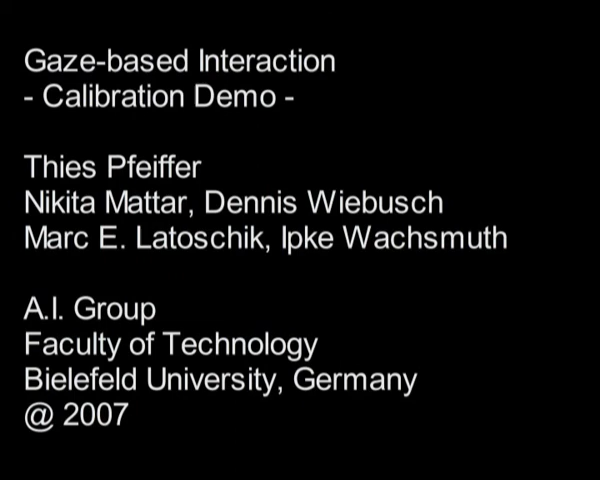 Gaze-based Interaction
- Calibration Demo -
Thies Pfeiffer
Nikita Mattar, Dennis Wiebusch
Marc E. Latoschik, Ipke Wachsmuth
A.I. Group
Faculty of Technology
Bielefeld University, Germany
@ 2007